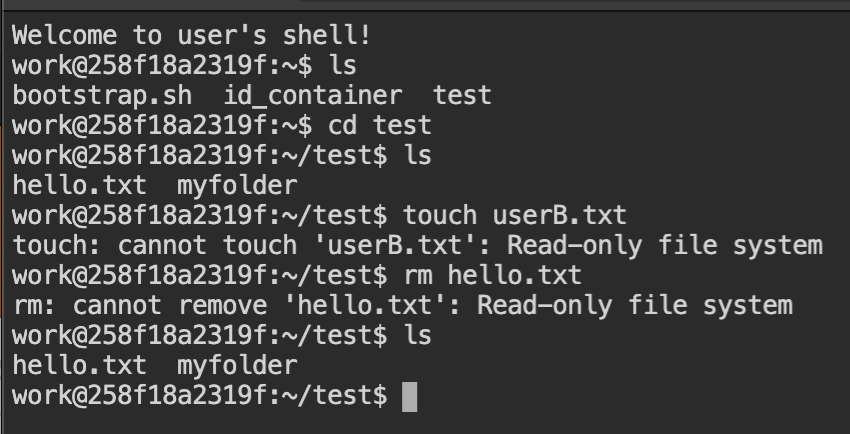 Welcome to user's shell!
work@258f18a2319f:~$ ls
bootstrap.sh  id_container  test
work@258f18a2319f:~$ cd test
work@258f18a2319f:~/test$ ls
hello.txt  myfolder
work@258f18a2319f:~/test$ touch userB.txt
touch: cannot touch 'userB.txt': Read-only file system
work@258f18a2319f:~/test$ rm hello.txt
rm: cannot remove 'hello.txt': Read-only file system
work@258f18a2319f:~/test$ ls
hello.txt  myfolder
work@258f18a2319f:~/test$